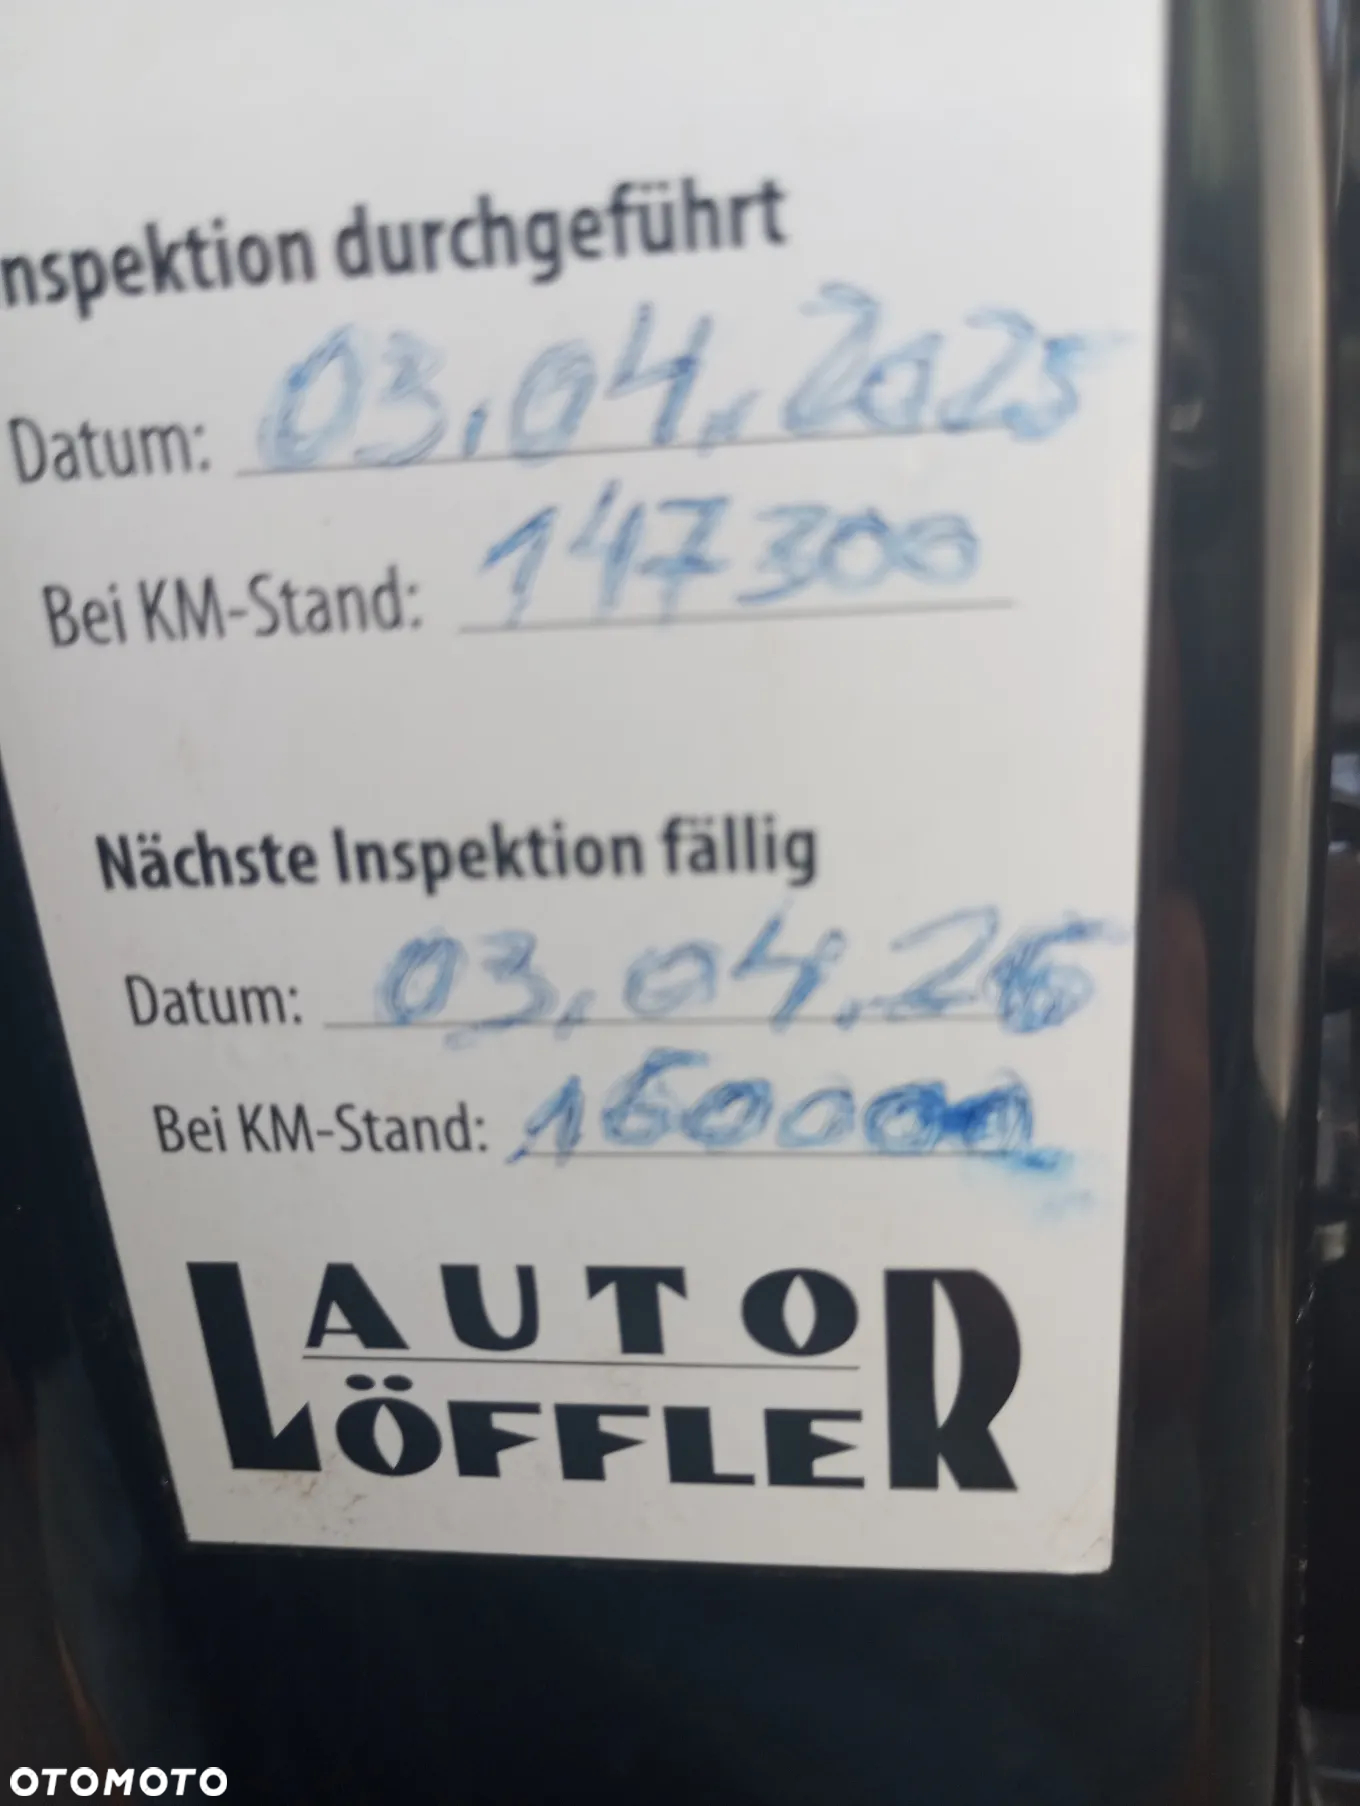 nspektion durchgeführt
Datum: 03.04.2025
Bei KM-Stand: 147300
Nächste Inspektion fällig
Datum: 03.04.26
Bei KM-Stand:
AUTO
LÖFFLER
OTOMOTO